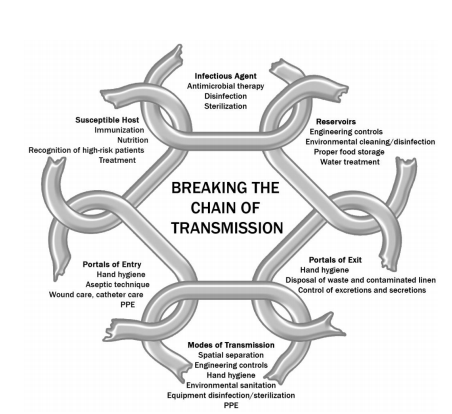 Infectious Agent
Antimicrobial therapy
Disinfection
Sterilization
Reservoirs
Engineering controls
Environmental cleaning/disinfection
Proper food storage
Water treatment
Susceptible Host
Immunization
Nutrition
Recognition of high-risk patients
Treatment
BREAKING THE
CHAIN OF
TRANSMISSION
Portals of Entry
Hand hygiene
Aseptic technique
Wound care, catheter care
PPE
Portals of Exit
Hand hygiene
Disposal of waste and contaminated linen
Control of excretions and secretions
Modes of Transmission
Spatial separation
Engineering controls
Hand hygiene
Environmental sanitation
Equipment disinfection/sterilization
PPE